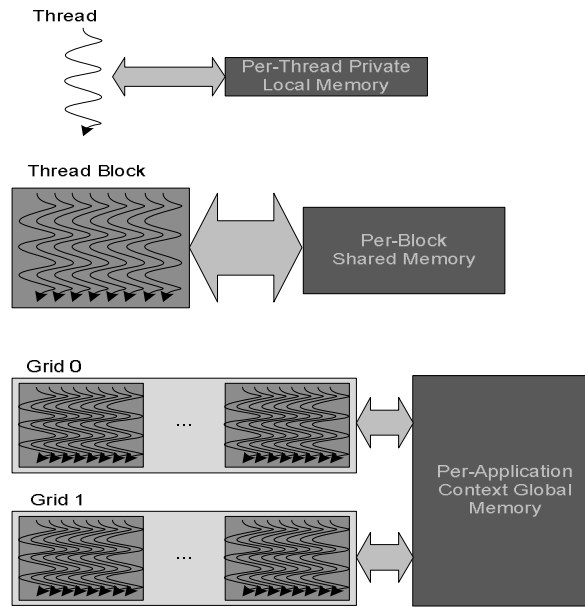 Thread
Per-Thread Private
Local Memory
Thread Block
Per-Block
Shared Memory
Grid 0
...
Per-Application
Context Global
Memory
Grid 1
...